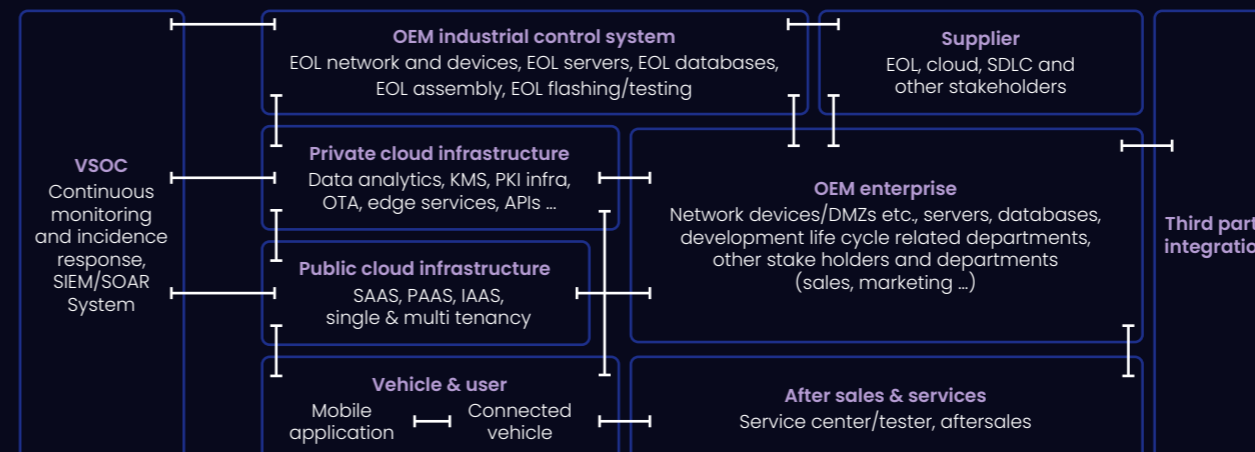 VSOC
Continuous
monitoring
and incidence
response,
SIEM/SOAR
System
OEM industrial control system
EOL network and devices, EOL servers, EOL databases,
EOL assembly, EOL flashing/testing
Supplier
EOL, cloud, SDLC and
other stakeholders
Private cloud infrastructure
Data analytics, KMS, PKI infra,
OTA, edge services, APIs ...
Public cloud infrastructure
SAAS, PAAS, IAAS,
single & multi tenancy
OEM enterprise
Network devices/DMZs etc., servers, databases,
development life cycle related departments,
other stake holders and departments
(sales, marketing ...)
Vehicle & user
Mobile
application
Connected
vehicle
After sales & services
Service center/tester, aftersales
Third part
integratio